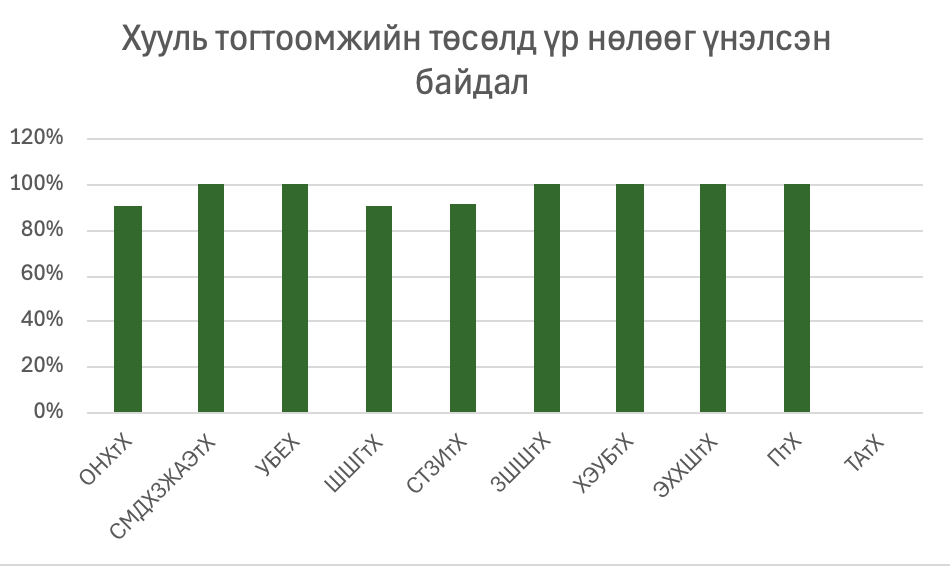 Хууль тогтоомжийн төсөлд үр нөлөөг үнэлсэн
байдал
120%
100%
80%
60%
40%
20%
0%
ОНХтХ
СМДХЗЖАЭтХ
УБЕХ
ШШГтХ
СТЗИтХ
ЗШШтХ
ХЭУБтХ
ЭХХШтХ
ПтХ
ТАтХ